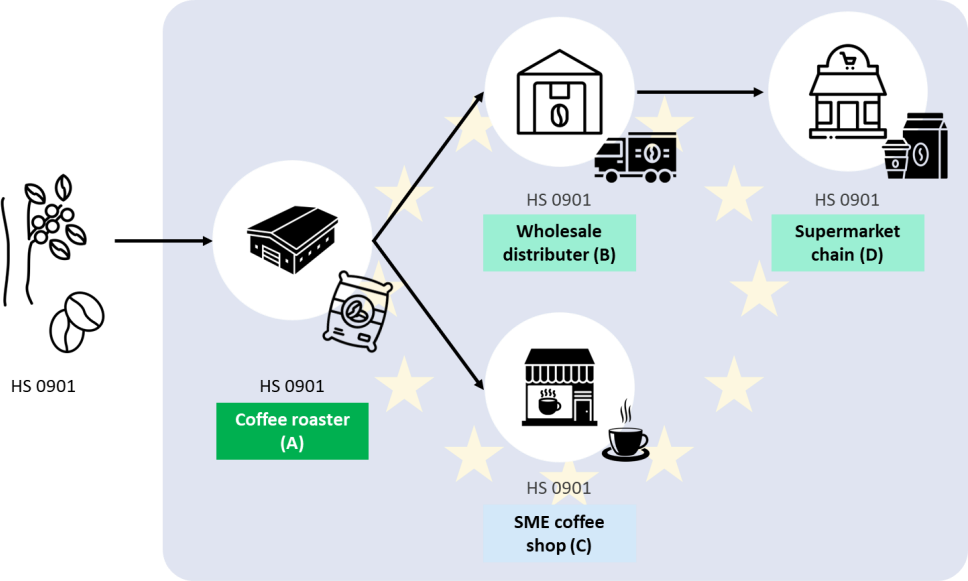 HS 0901
HS 0901
Coffee roaster
(A)
HS 0901
Wholesale
distributer (B)
HS 0901
Supermarket
chain (D)
HS 0901
SME coffee
shop (C)